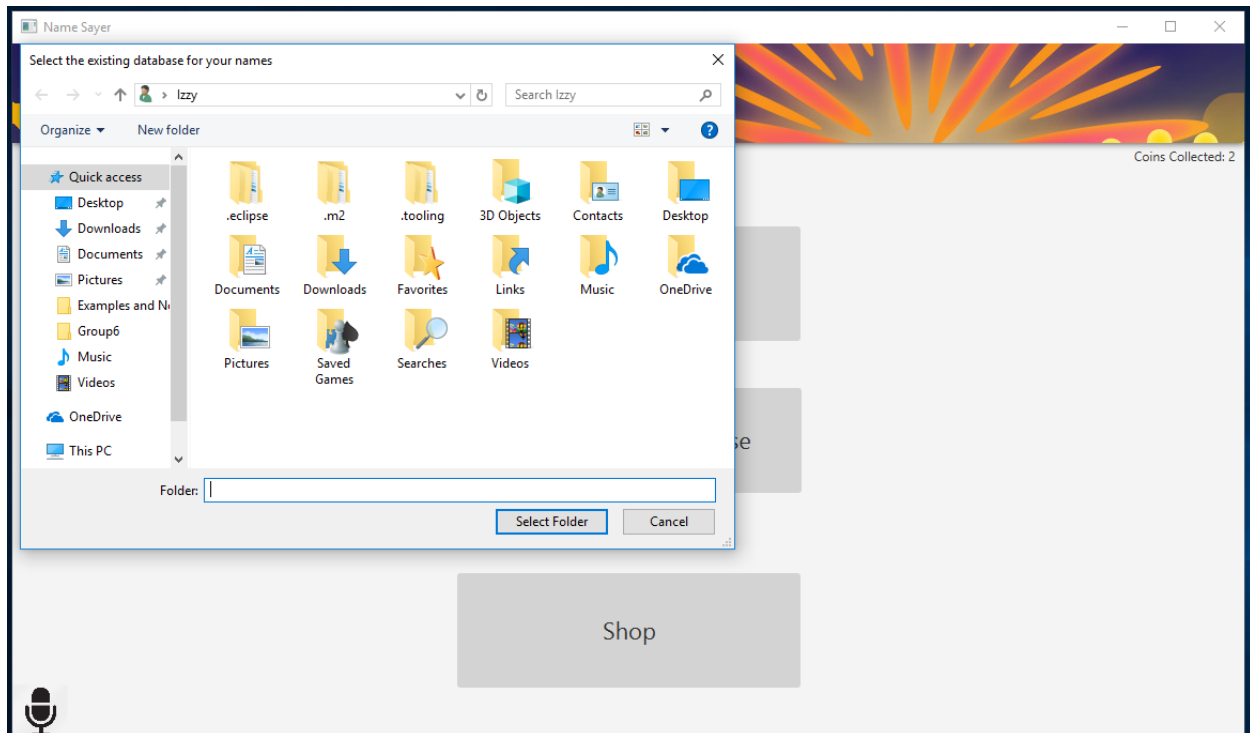 Name Sayer
Select the existing database for your names
Izzy
Search Izzy
Organize
New folder
Coins Collected: 2
Quick access
Desktop
Downloads
Documents
Pictures
Examples and
Group6
Music
Videos
OneDrive
This PC
.eclipse
.m2
.tooling
3D Objects
Contacts
Desktop
Documents
Downloads
Favorites
Links
Music
OneDrive
Pictures
Saved
Games
Searches
Videos
se
Folder:
Select Folder
Cancel
Shop